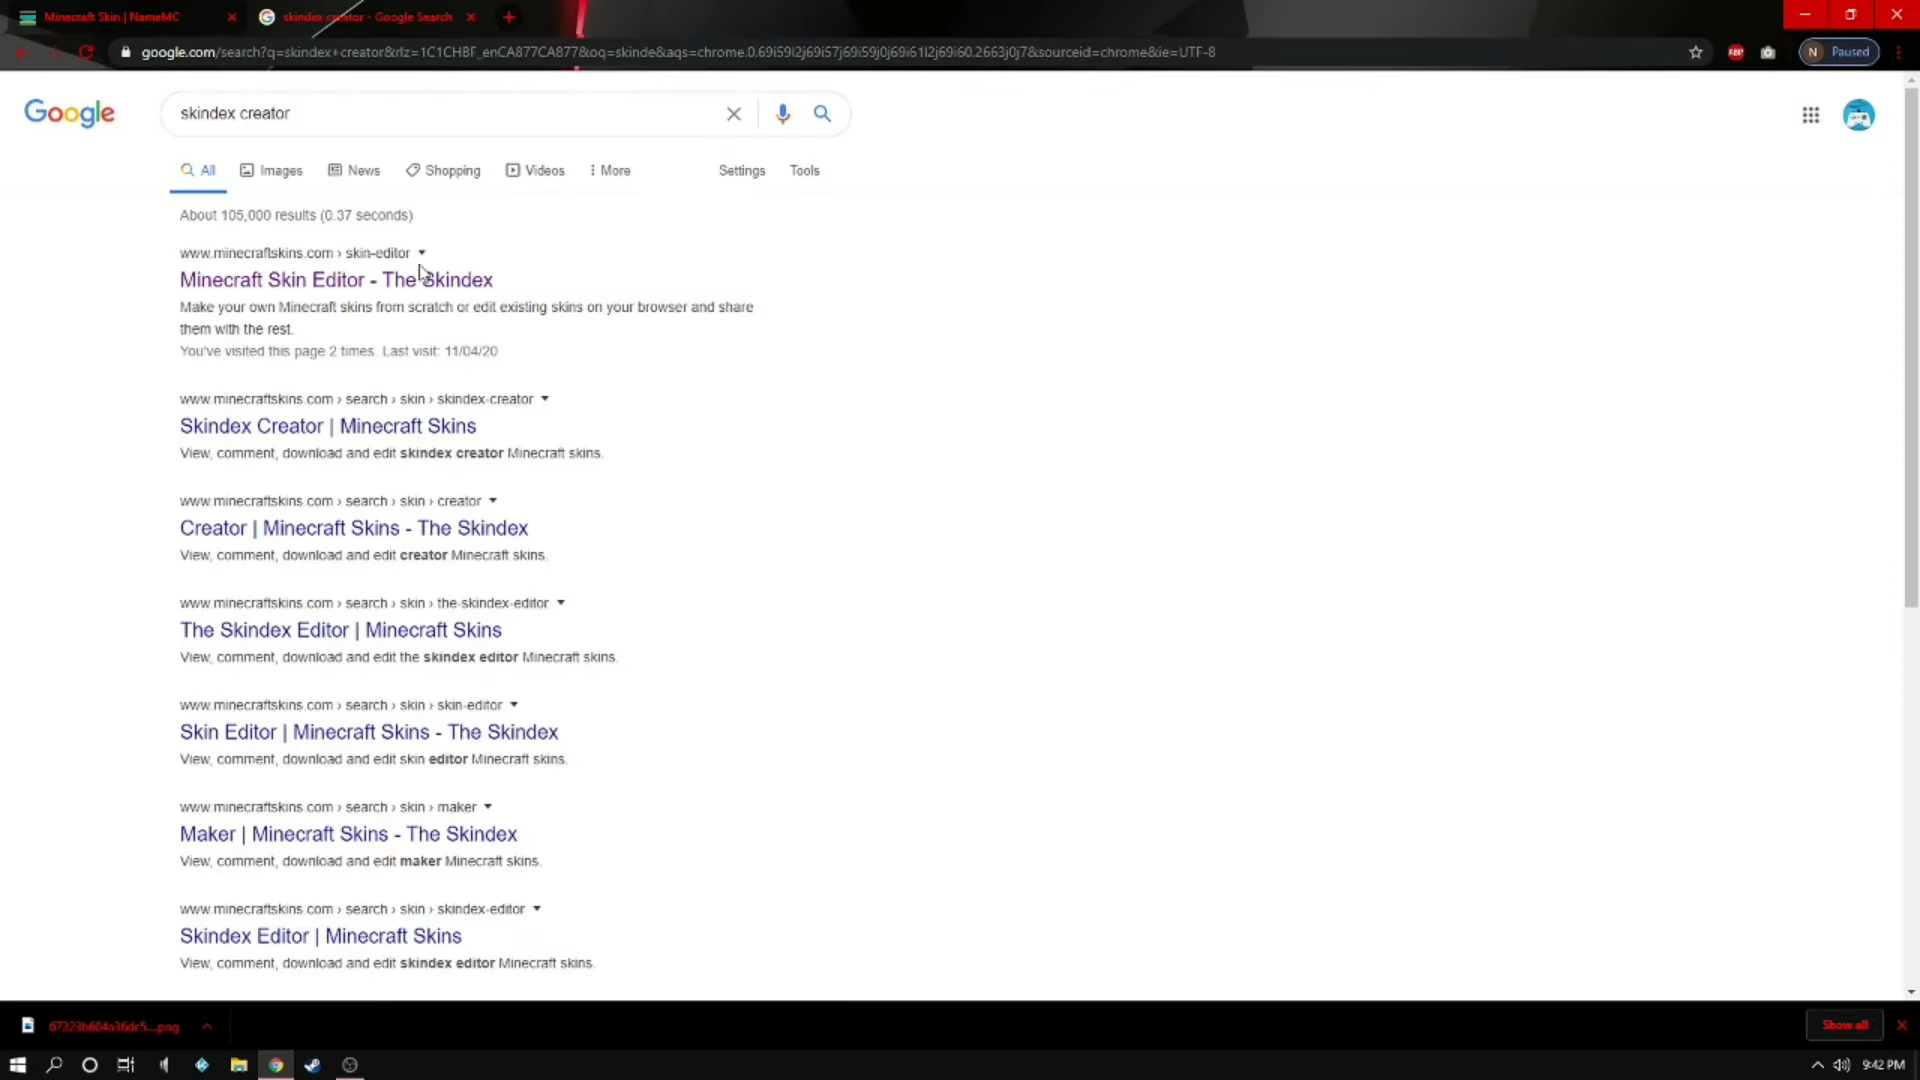 Minecraft Skin | NameMC
skindex creator - Google Search
google.com/search?q=skindex+creator&rlz=1C1CHBF_enCA877CA877&oq=skinde&aqs=chrome.0.69i59l2j69i57j69i59j0j69i61l2j69i60.2663j0j7&sourceid=chrome&ie=UTF-8
ABP
N Paused
Google
skindex creator
All Images News Shopping Videos More Settings Tools
About 105,000 results (0.37 seconds)
www.minecraftskins.com › skin-editor
Minecraft Skin Editor - The Skindex
Make your own Minecraft skins from scratch or edit existing skins on your browser and share
them with the rest.
You've visited this page 2 times. Last visit: 11/04/20
www.minecraftskins.com › search › skin › skindex-creator
Skindex Creator | Minecraft Skins
View, comment, download and edit skindex creator Minecraft skins.
www.minecraftskins.com › search › skin › creator
Creator | Minecraft Skins - The Skindex
View, comment, download and edit creator Minecraft skins.
www.minecraftskins.com › search › skin › the-skindex-editor
The Skindex Editor | Minecraft Skins
View, comment, download and edit the skindex editor Minecraft skins.
www.minecraftskins.com › search › skin › skin-editor
Skin Editor | Minecraft Skins - The Skindex
View, comment, download and edit skin editor Minecraft skins.
www.minecraftskins.com › search › skin › maker
Maker | Minecraft Skins - The Skindex
View, comment, download and edit maker Minecraft skins.
www.minecraftskins.com › search › skin › skindex-editor
Skindex Editor | Minecraft Skins
View, comment, download and edit skindex editor Minecraft skins.
67323b604a36dc5....png
Show all
9:42 PM